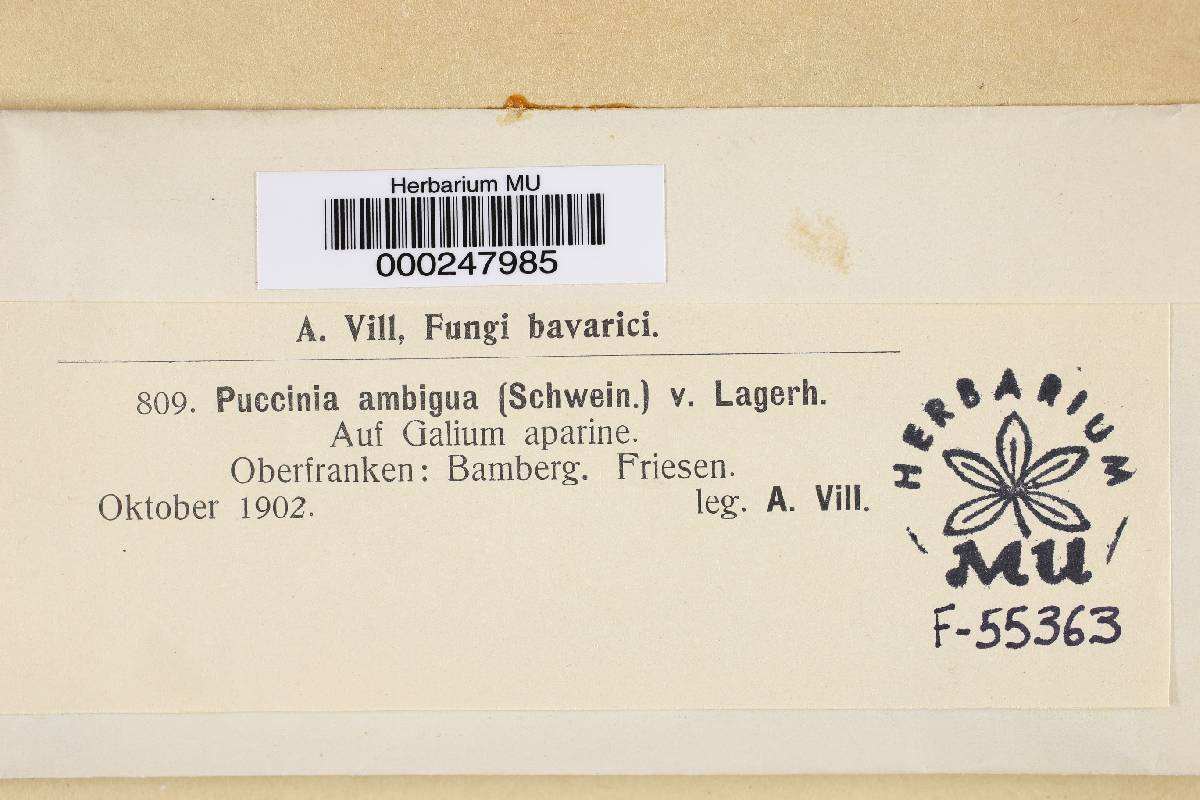 Herbarium MU
000247985
A. Vill, Fungi bavarici.
809. Puccinia ambigua (Schwein.) v. Lagerh.
Auf Galium aparine.
Oberfranken: Bamberg. Friesen.
Oktober 1902. leg. A. Vill.
HERBARIUM
MU
F-55363